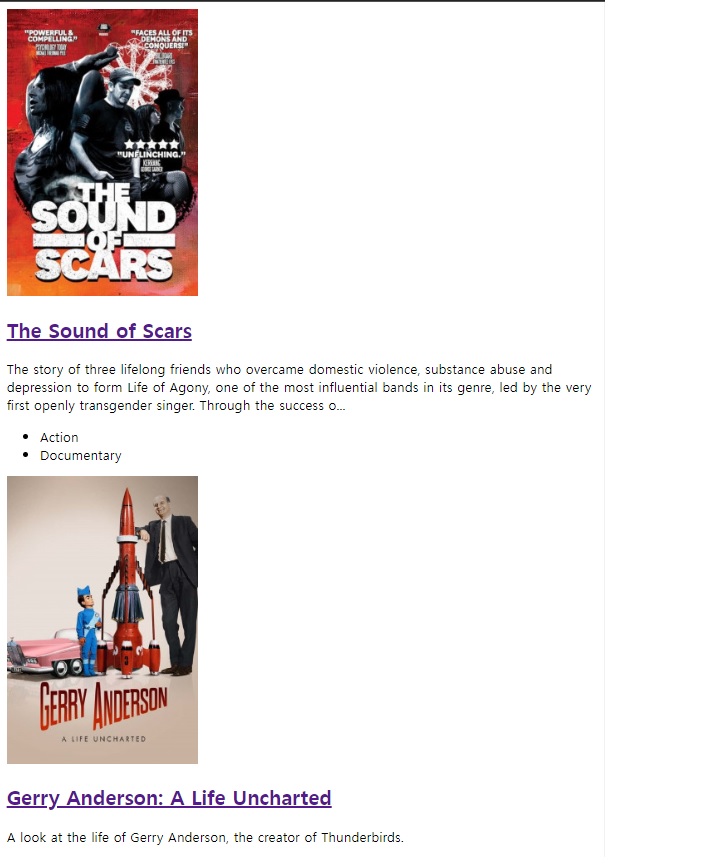 "POWERFUL & "FACES ALL OF ITS
COMPELLING." DEMONS AND
PSYCHOLOGY TODAY CONQUERS!"
★★★★★
"UNFLINCHING."
KERRANG
THE
SOUND
OF
SCARS
The Sound of Scars
The story of three lifelong friends who overcame domestic violence, substance abuse and
depression to form Life of Agony, one of the most influential bands in its genre, led by the very
first openly transgender singer. Through the success o...
• Action
• Documentary
GERRY ANDERSON
A LIFE UNCHARTED
Gerry Anderson: A Life Uncharted
A look at the life of Gerry Anderson, the creator of Thunderbirds.